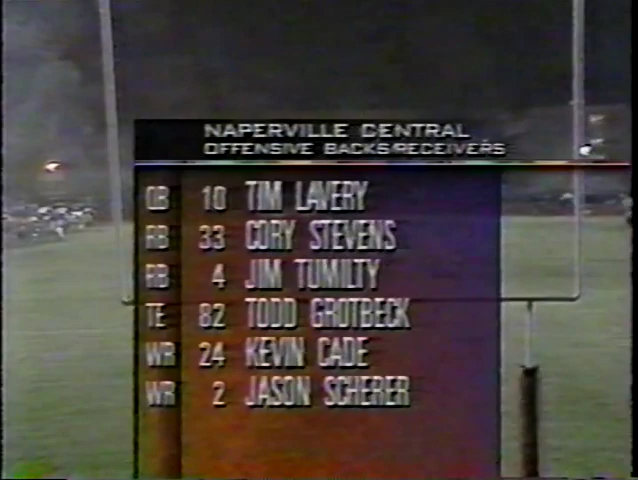 NAPERVILLE CENTRAL
OFFENSIVE BACKS/RECEIVERS
QB 10 TIM LAVERY
RB 33 CORY STEVENS
RB 4 JIM TUMILTY
TE 82 TODD GROTBECK
WR 24 KEVIN CADE
WR 2 JASON SCHERER